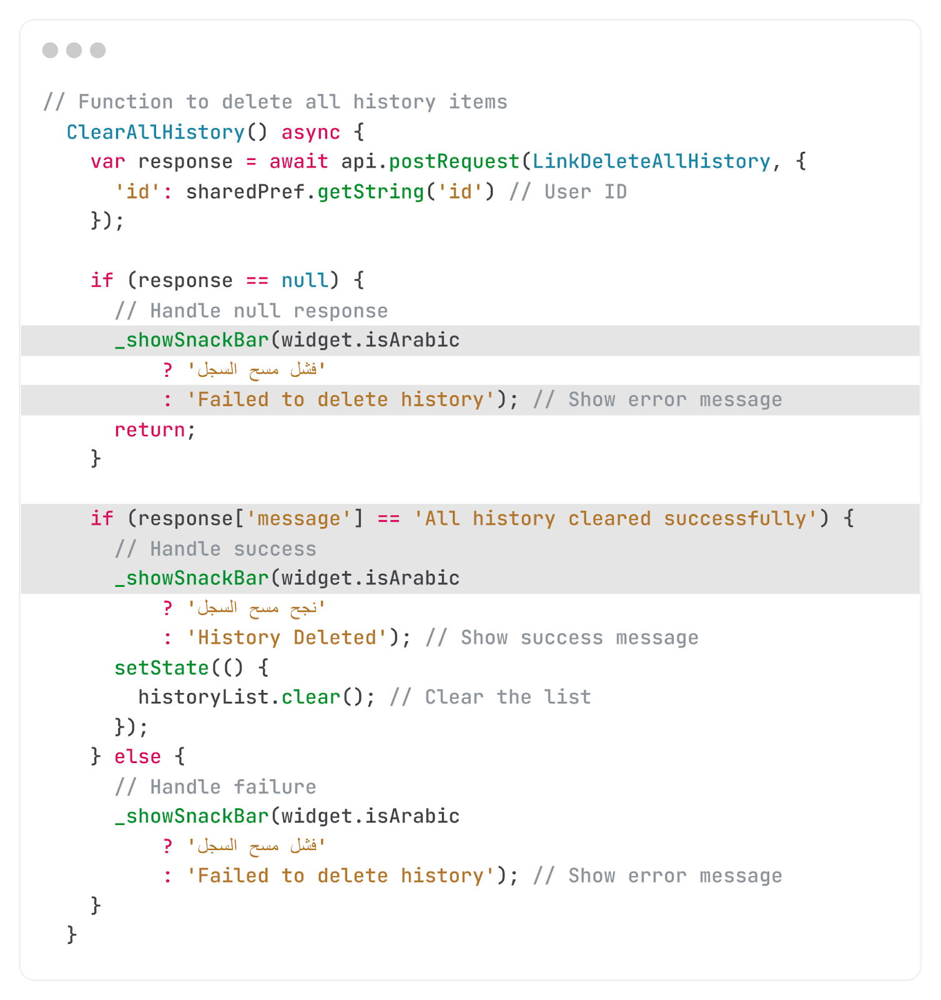 // Function to delete all history items
ClearAllHistory() async {
var response = await api.postRequest(LinkDeleteAllHistory, {
'id': sharedPref.getString('id') // User ID
});
if (response == null) {
// Handle null response
_showSnackBar(widget.isArabic
? 'فشل مسح السجل'
: 'Failed to delete history'); // Show error message
return;
}
if (response['message'] == 'All history cleared successfully') {
// Handle success
_showSnackBar(widget.isArabic
? 'نجح مسح السجل'
: 'History Deleted'); // Show success message
setState(() {
historyList.clear(); // Clear the list
});
} else {
// Handle failure
_showSnackBar(widget.isArabic
? 'فشل مسح السجل'
: 'Failed to delete history'); // Show error message
}
}